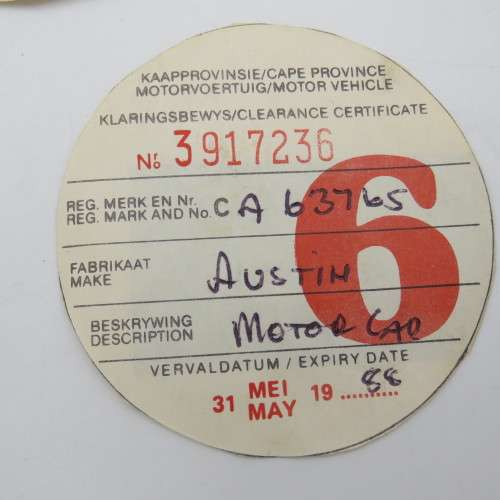 KAAPPROVINSIE/CAPE PROVINCE
MOTORVOERTUIG/MOTOR VEHICLE
KLARINGSBEWYS/CLEARANCE CERTIFICATE
Nr.
No 3917236
6
REG. MERK EN Nr.
REG. MARK AND No. CA 63765
FABRIKAAT
MAKE AUSTIN
BESKRYWING
DESCRIPTION MOTOR CAR
VERVALDATUM / EXPIRY DATE
31 MEI
MAY 19 88